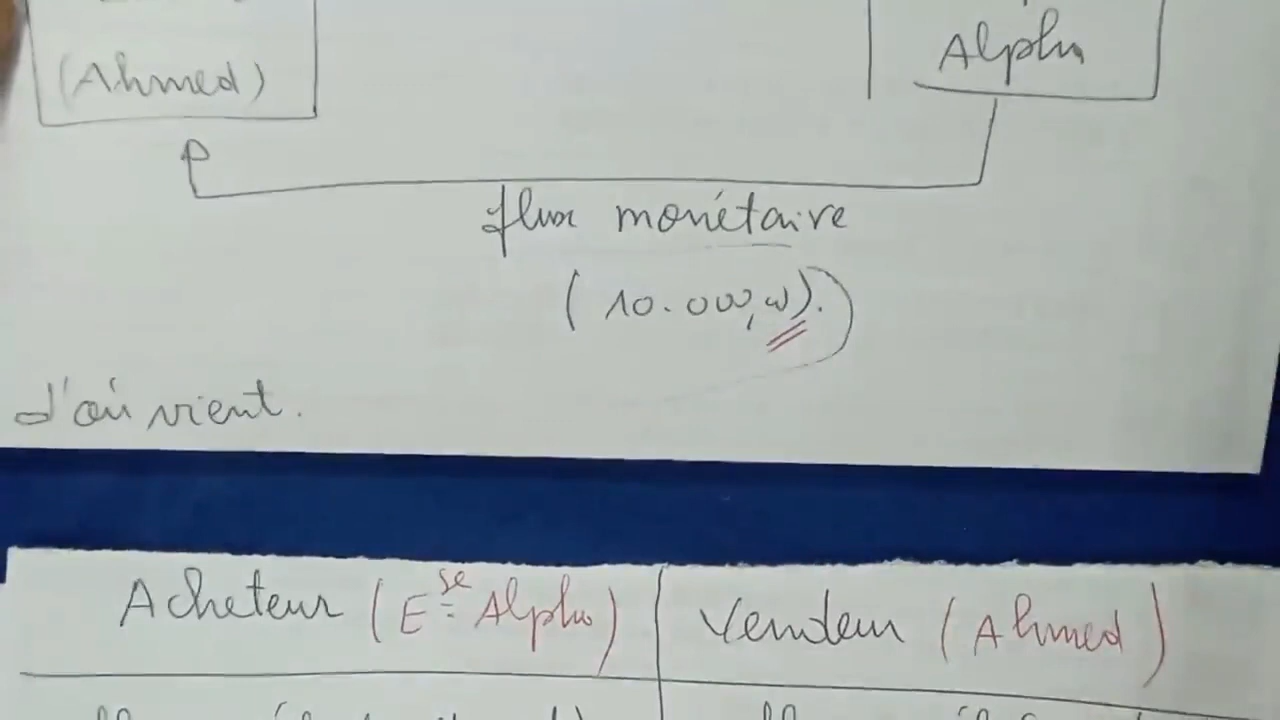 (Ahmed)
Alpha
flux monétaire
(10.000,00).
d'où vient.
Acheteur (Ese Alpha)
Vendeur (Ahmed)